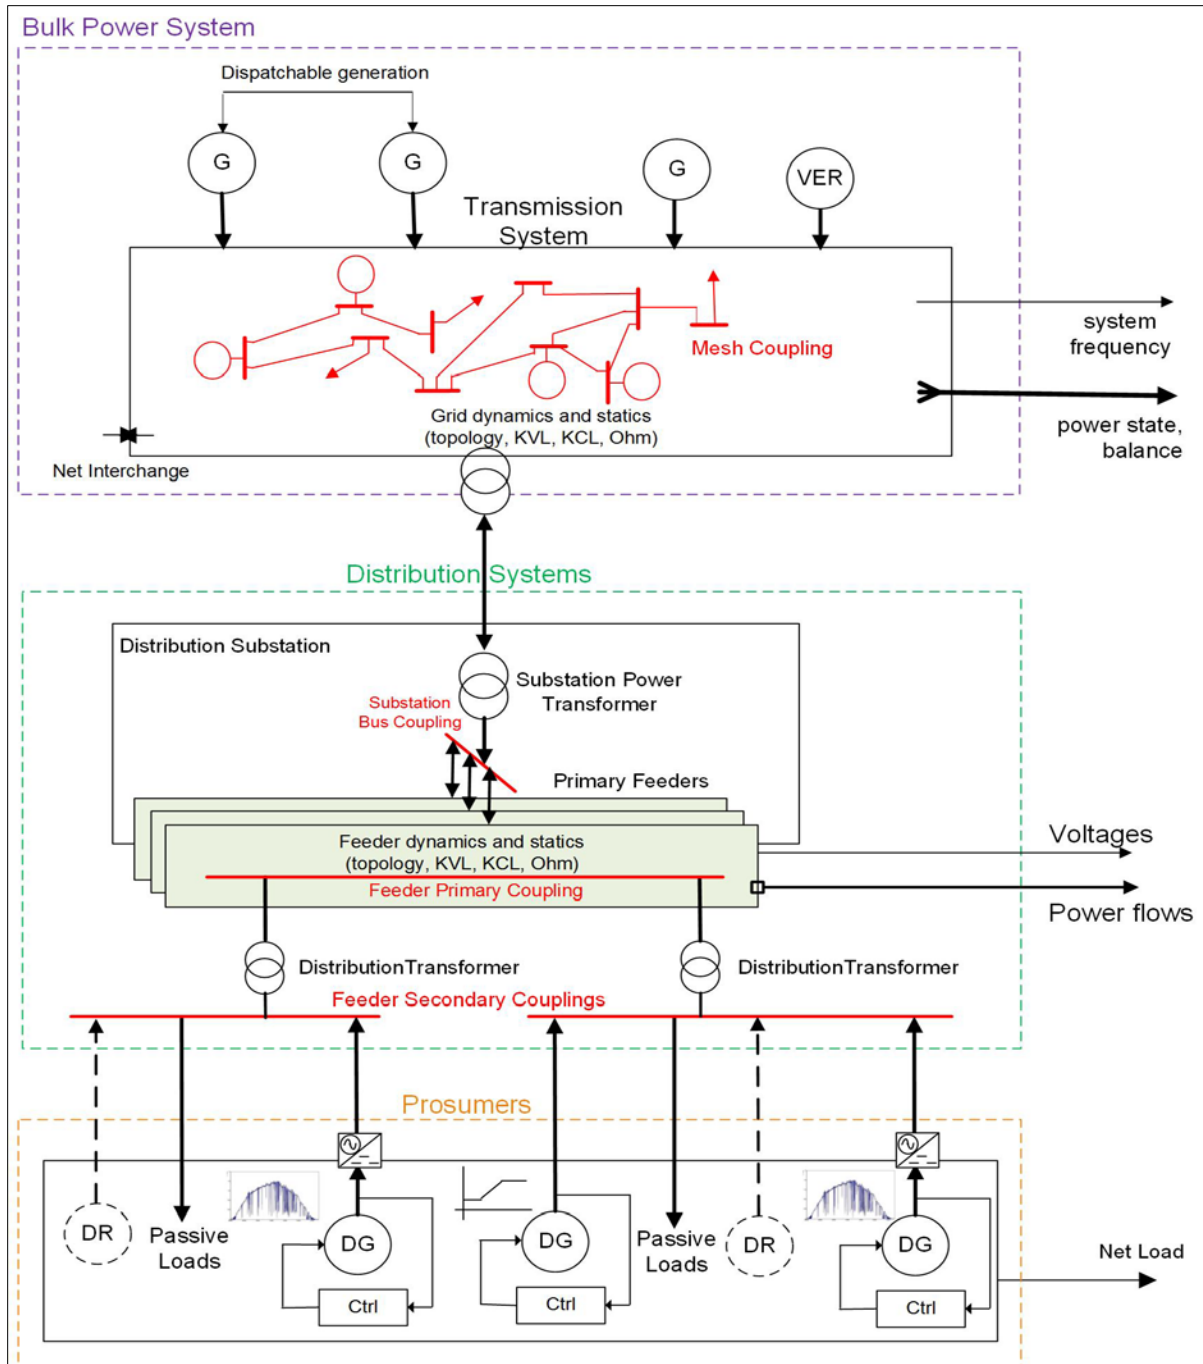 Bulk Power System
Dispatchable generation
G
G
G
VER
Transmission
System
Mesh Coupling
system
frequency
Grid dynamics and statics
(topology, KVL, KCL, Ohm)
power state,
balance
Net Interchange
Distribution Systems
Distribution Substation
Substation Power
Transformer
Substation
Bus Coupling
Primary Feeders
Feeder dynamics and statics
(topology, KVL, KCL, Ohm)
Feeder Primary Coupling
Voltages
Power flows
DistributionTransformer
DistributionTransformer
Feeder Secondary Couplings
Prosumers
DR
Passive
Loads
DG
Ctrl
DG
Ctrl
Passive
Loads
DR
DG
Ctrl
Net Load